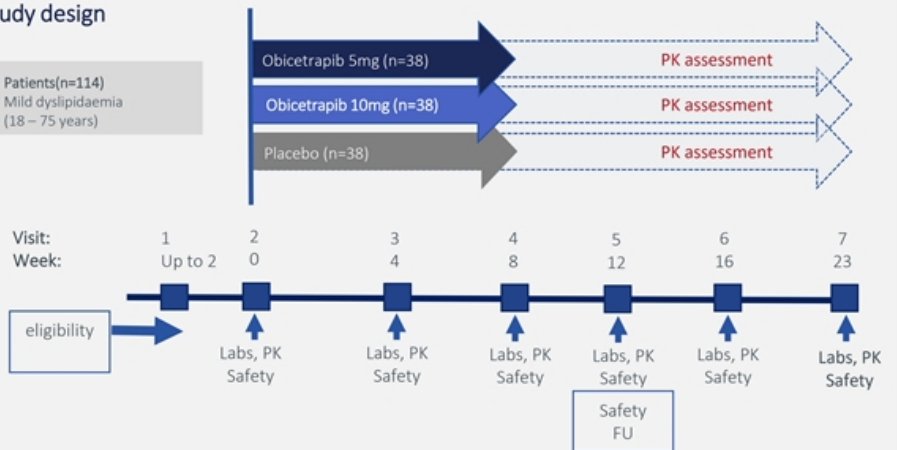 udy design
Patients(n=114)
Mild dyslipidaemia
(18 – 75 years)
Obicetrapib 5mg (n=38)
PK assessment
Obicetrapib 10mg (n=38)
PK assessment
Placebo (n=38)
PK assessment
Visit: 1 2 3 4 5 6 7
Week: Up to 2 0 4 8 12 16 23
eligibility
Labs, PK
Safety
Labs, PK
Safety
Labs, PK
Safety
Labs, PK
Safety
Labs, PK
Safety
Labs, PK
Safety
Safety
FU